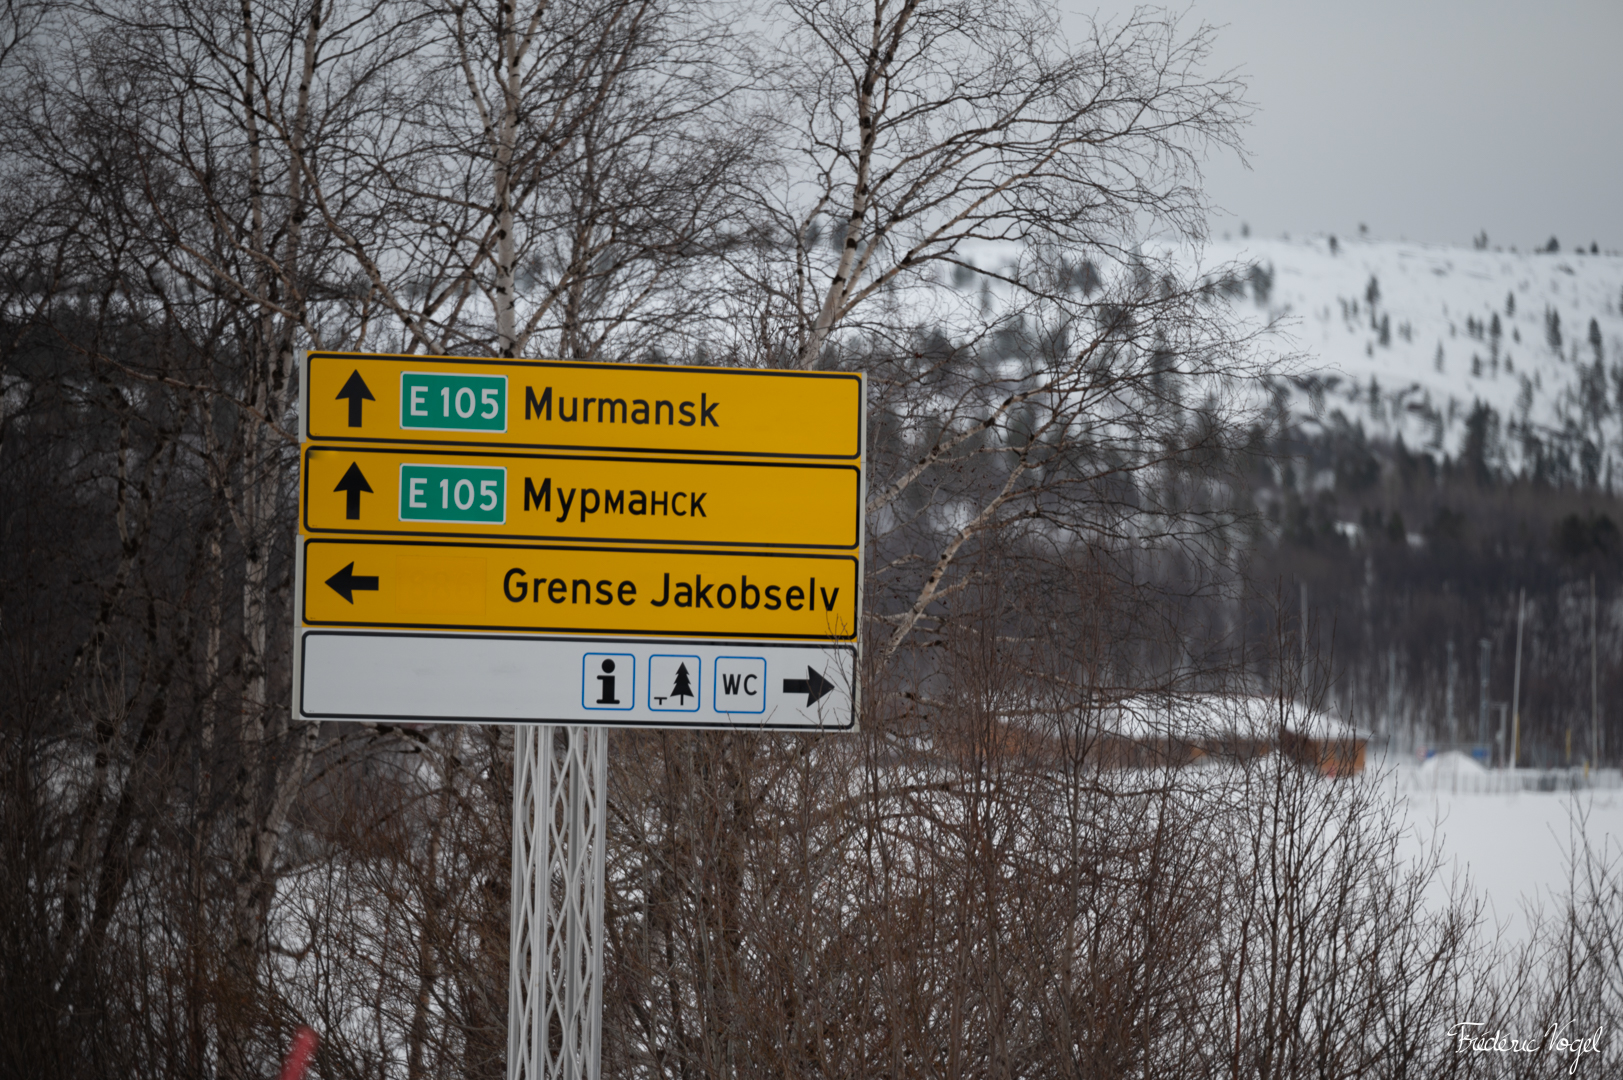 E 105 Murmansk
E 105 Мурманск
Grense Jakobselv
i WC
Frédéric Vogel